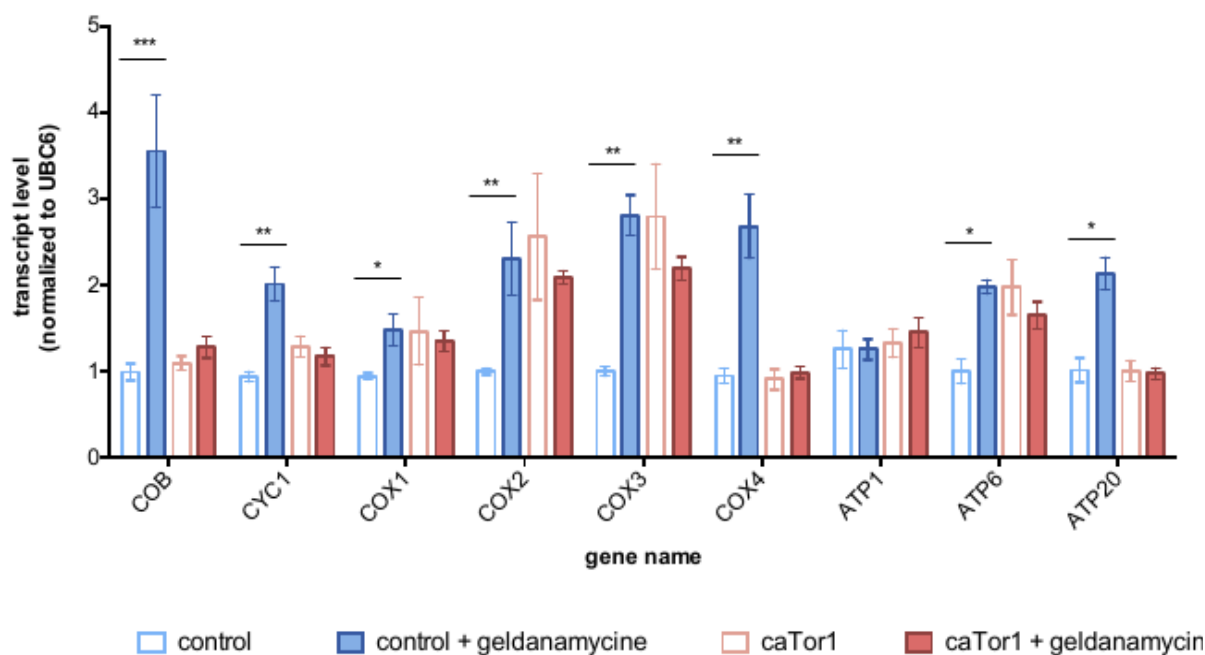 5
4
3
2
1
0
transcript level
(normalized to UBC6)
***
**
*
**
**
**
*
*
COB
CYC1
COX1
COX2
COX3
COX4
ATP1
ATP6
ATP20
gene name
control
control + geldanamycine
caTor1
caTor1 + geldanamycin